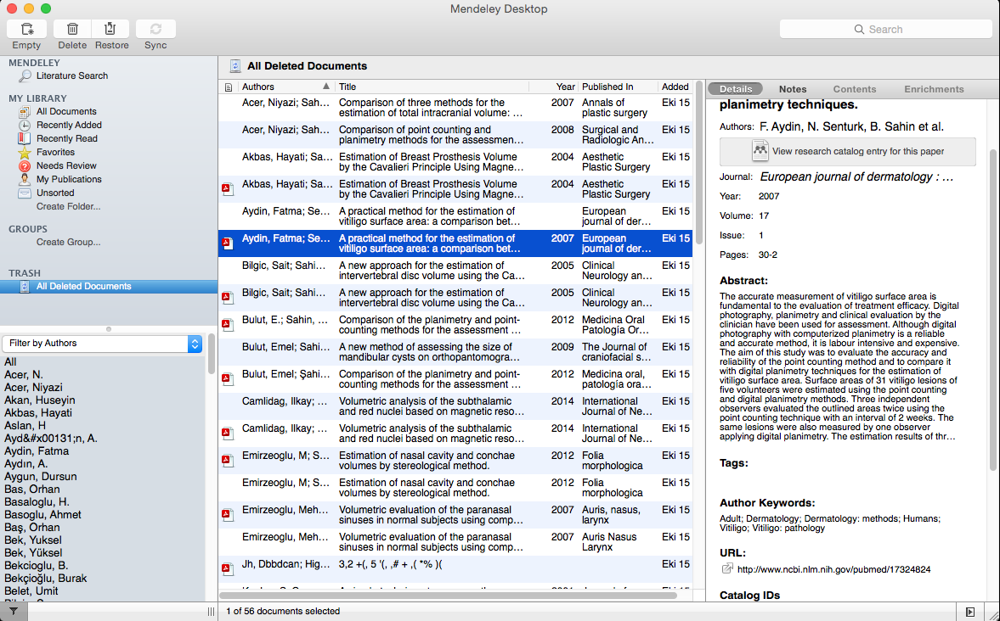 Mendeley Desktop
Empty Delete Restore Sync
Search
MENDELEY
Literature Search
MY LIBRARY
All Documents
Recently Added
Recently Read
Favorites
Needs Review
My Publications
Unsorted
Create Folder...
GROUPS
Create Group...
TRASH
All Deleted Documents
Filter by Authors
All
Acer, N.
Acer, Niyazi
Akan, Huseyin
Akbas, Hayati
Aslan, H
Ayd&#x00131;n, A.
Aydin, Fatma
Aydın, A.
Aygun, Dursun
Bas, Orhan
Basaloglu, H.
Basoglu, Ahmet
Baş, Orhan
Bek, Yuksel
Bek, Yüksel
Bekcioglu, B.
Bekçioğlu, Burak
Belet, Umit
All Deleted Documents
Authors Title Year Published In Added
Acer, Niyazi; Sah… Comparison of three methods for the 2007 Annals of Eki 15
estimation of total intracranial volume: … plastic surgery
Acer, Niyazi; Sah… Comparison of point counting and 2008 Surgical and Eki 15
planimetry methods for the assessmen… Radiologic An…
Akbas, Hayati; Sa… Estimation of Breast Prosthesis Volume 2004 Aesthetic Eki 15
by the Cavalieri Principle Using Magne… Plastic Surgery
Akbas, Hayati; Sa… Estimation of Breast Prosthesis Volume 2004 Aesthetic Eki 15
by the Cavalieri Principle Using Magne… Plastic Surgery
Aydin, Fatma; Se… A practical method for the estimation of European Eki 15
vitiligo surface area: a comparison bet… journal of der…
Aydin, Fatma; Se… A practical method for the estimation of 2007 European Eki 15
vitiligo surface area: a comparison bet… journal of der…
Bilgic, Sait; Sahi… A new approach for the estimation of 2005 Clinical Eki 15
intervertebral disc volume using the Ca… Neurology an…
Bilgic, Sait; Sahi… A new approach for the estimation of 2005 Clinical Eki 15
intervertebral disc volume using the Ca… Neurology an…
Bulut, E.; Sahin, … Comparison of the planimetry and point- 2012 Medicina Oral Eki 15
counting methods for the assessment … Patología Or…
Bulut, Emel; Sahi… A new method of assessing the size of 2009 The Journal of Eki 15
mandibular cysts on orthopantomogra… craniofacial s…
Bulut, Emel; Şahi… Comparison of the planimetry and point- 2012 Medicina oral, Eki 15
counting methods for the assessment … patología ora…
Camlidag, Ilkay; … Volumetric analysis of the subthalamic 2014 International Eki 15
and red nuclei based on magnetic reso… Journal of Ne…
Camlidag, Ilkay; … Volumetric analysis of the subthalamic 2014 International Eki 15
and red nuclei based on magnetic reso… Journal of Ne…
Emirzeoglu, M; S… Estimation of nasal cavity and conchae 2012 Folia Eki 15
volumes by stereological method. morphologica
Emirzeoglu, M; S… Estimation of nasal cavity and conchae 2012 Folia Eki 15
volumes by stereological method. morphologica
Emirzeoglu, Meh… Volumetric evaluation of the paranasal 2007 Auris, nasus, Eki 15
sinuses in normal subjects using comp… larynx
Emirzeoglu, Meh… Volumetric evaluation of the paranasal 2007 Auris Nasus Eki 15
sinuses in normal subjects using comp… Larynx
Jh, Dbbdcan; Hig… 3,2 +(, 5 '(, ,# + ,( *% )( Eki 15
1 of 56 documents selected
Details Notes Contents Enrichments
planimetry techniques.
Authors: F. Aydin, N. Senturk, B. Sahin et al.
View research catalog entry for this paper
Journal: European journal of dermatology : …
Year: 2007
Volume: 17
Issue: 1
Pages: 30-2
Abstract:
The accurate measurement of vitiligo surface area is
fundamental to the evaluation of treatment efficacy. Digital
photography, planimetry and clinical evaluation by the
clinician have been used for assessment. Although digital
photography with computerized planimetry is a reliable
and accurate method, it is labour intensive and expensive.
The aim of this study was to evaluate the accuracy and
reliability of the point counting method and to compare it
with digital planimetry techniques for the estimation of
vitiligo surface area. Surface areas of 31 vitiligo lesions of
five volunteers were estimated using the point counting
and digital planimetry methods. Three independent
observers evaluated the outlined areas twice using the
point counting technique with an interval of 2 weeks. The
same lesions were also measured by one observer
applying digital planimetry. The estimation results of thr…
Tags:
Author Keywords:
Adult; Dermatology; Dermatology: methods; Humans;
Vitiligo; Vitiligo: pathology
URL:
http://www.ncbi.nlm.nih.gov/pubmed/17324824
Catalog IDs